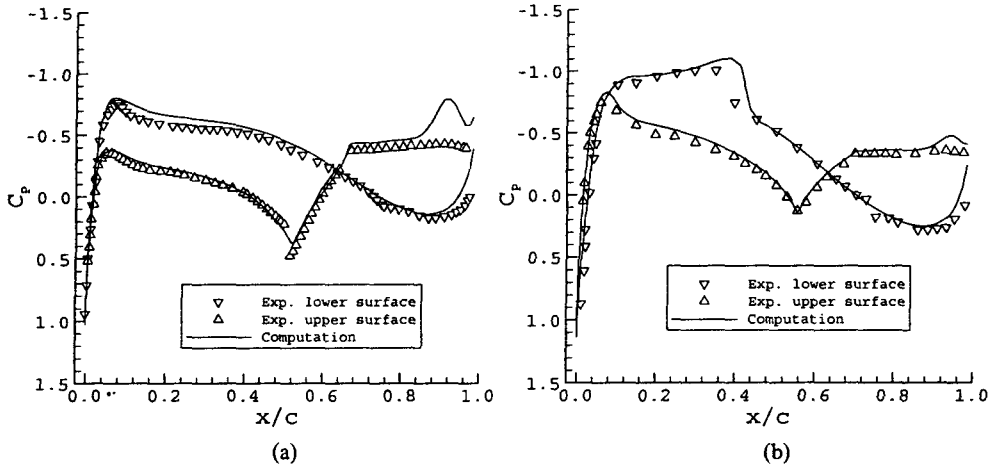 -1.5
-1.0
-0.5
0.0
0.5
1.0
1.5
Cp
0.0 0.2 0.4 0.6 0.8 1.0
x/c
Exp. lower surface
Exp. upper surface
Computation
(a)
-1.5
-1.0
-0.5
0.0
0.5
1.0
1.5
Cp
0.0 0.2 0.4 0.6 0.8 1.0
x/c
Exp. lower surface
Exp. upper surface
Computation
(b)